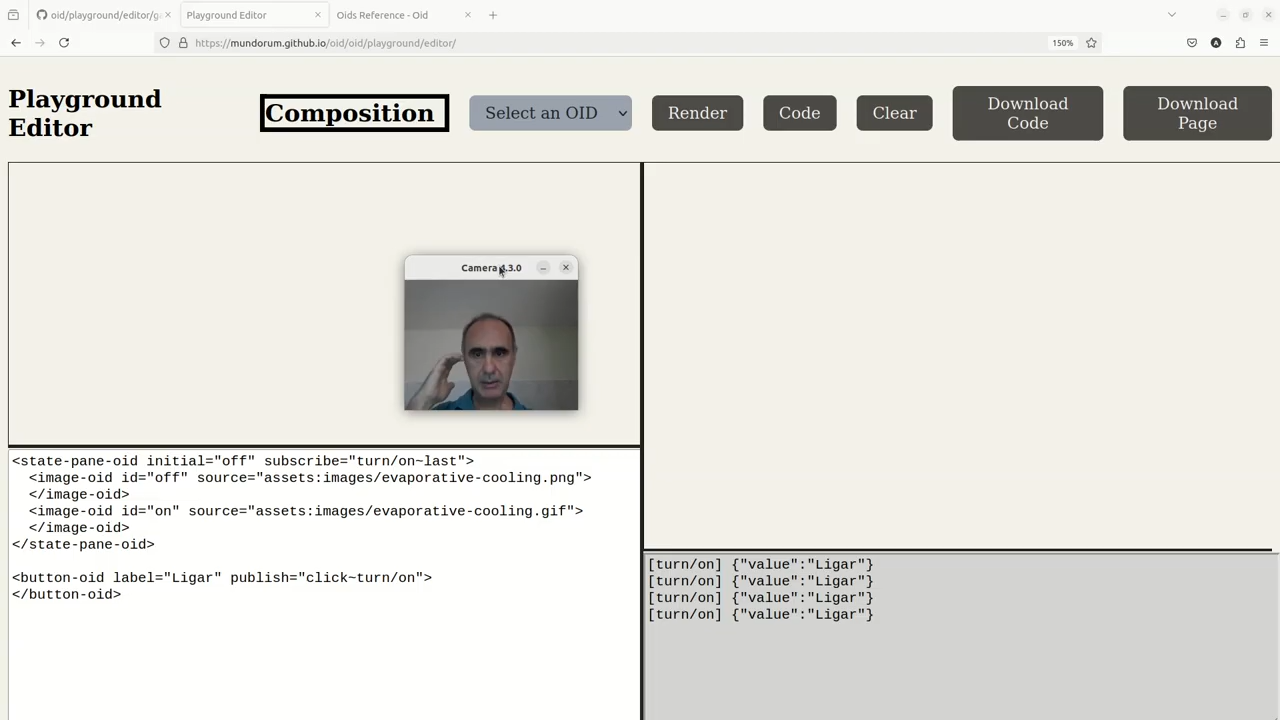 oid/playground/editor/g
Playground Editor
Oids Reference - Oid
https://mundorum.github.io/oid/oid/playground/editor/
150%
A
Playground
Editor
Composition
Select an OID
Render
Code
Clear
Download
Code
Download
Page
Camera
.3.0
<state-pane-oid initial="off" subscribe="turn/on~last">
<image-oid id="off" source="assets:images/evaporative-cooling.png">
</image-oid>
<image-oid id="on" source="assets:images/evaporative-cooling.gif">
</image-oid>
</state-pane-oid>
<button-oid label="Ligar" publish="click~turn/on">
</button-oid>
[turn/on] {"value":"Ligar"}
[turn/on] {"value":"Ligar"}
[turn/on] {"value":"Ligar"}
[turn/on] {"value":"Ligar"}